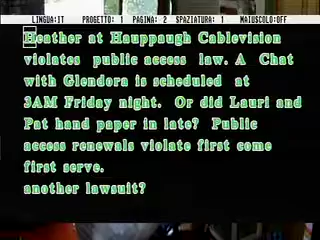 LINGUA:IT PROGETTO: 1 PAGINA: 2 SPAZIATURA: 1 MAIUSCOLO:OFF
Heather at Hauppaugh Cablevision
violates public access law. A Chat
with Glendora is scheduled at
3AM Friday night. Or did Lauri and
Pat hand paper in late? Public
access renewals violate first come
first serve.
another lawsuit?